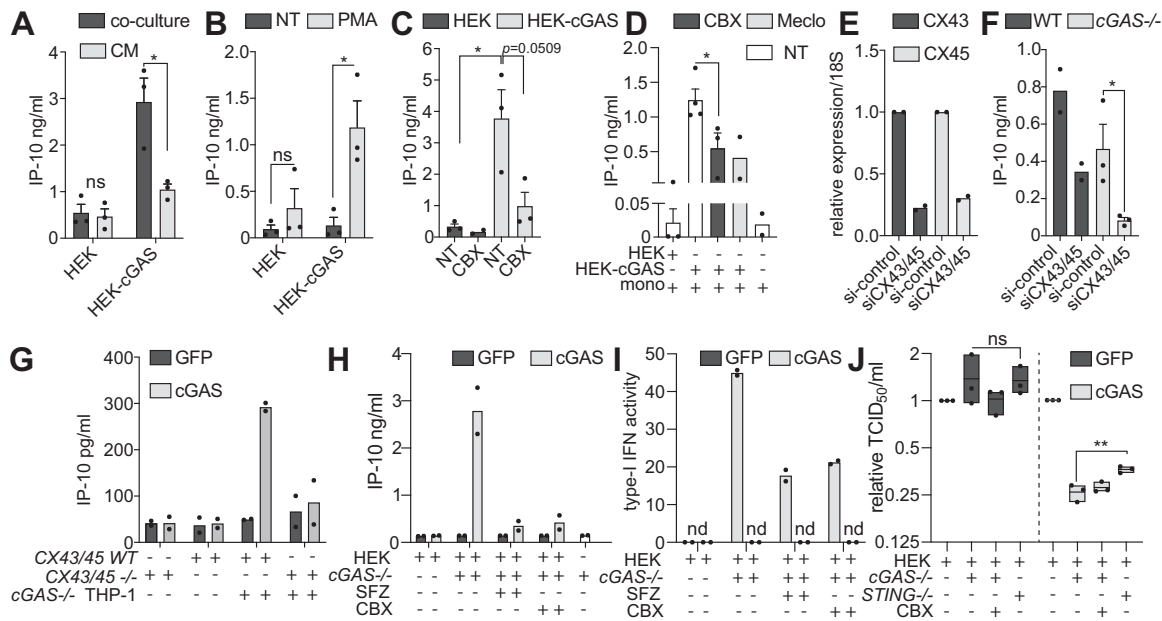 A
co-culture
CM
IP-10 ng/ml
4
3
2
1
0
ns
*
HEK
HEK-cGAS
B
NT PMA
IP-10 ng/ml
2.0
1.5
1.0
0.5
0.0
ns
*
HEK
HEK-cGAS
C
HEK HEK-cGAS
IP-10 ng/ml
6
5
4
3
2
1
0
* p=0.0509
NT
CBX
NT
CBX
D
CBX Meclo
NT
IP-10 ng/ml
2.0
1.5
1.0
0.5
0.05
0.00
*
HEK + - - - -
HEK-cGAS - + + + -
mono + + + + +
E
CX43
CX45
relative expression/18S
1.5
1.0
0.5
0.0
si-control
siCX43/45
si-control
siCX43/45
F
WT cGAS-/-
IP-10 ng/ml
1.0
0.8
0.6
0.4
0.2
0.0
*
si-control
siCX43/45
si-control
siCX43/45
G
GFP
cGAS
IP-10 pg/ml
400
300
200
100
0
CX43/45 WT - - + + + + - -
CX43/45 -/- + + - - - - + +
cGAS-/- THP-1 - - - - + + + +
H
GFP cGAS
IP-10 ng/ml
4
3
2
1
0
HEK + + + + + + + + -
cGAS-/- - - + + + + + + +
SFZ - - - - + + - - -
CBX - - - - - - + + -
I
GFP cGAS
type-I IFN activity
50
40
30
20
10
0
nd nd nd nd
HEK + + + + + + + +
cGAS-/- - - + + + + + +
SFZ - - - - + + - -
CBX - - - - - - + +
J
GFP
cGAS
relative TCID50/ml
2
1
0.5
0.25
0.125
ns
**
HEK + + + + + + + +
cGAS-/- - + + - - + + -
STING-/- - - - + - - - +
CBX - - + - - - + -